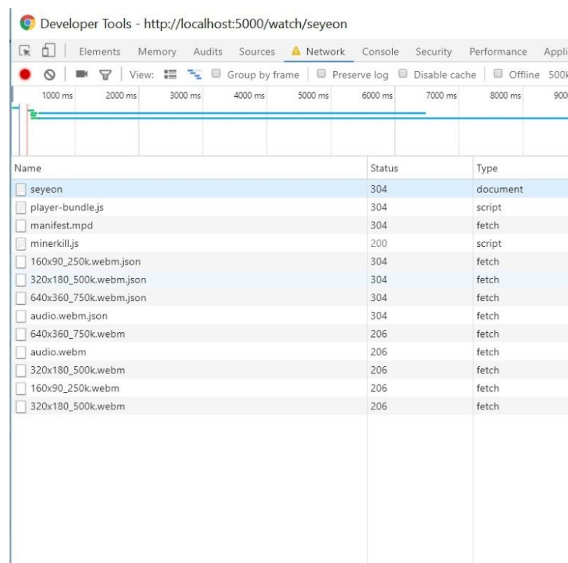 Developer Tools - http://localhost:5000/watch/seyeon
Elements Memory Audits Sources Network Console Security Performance Appli
View: Group by frame Preserve log Disable cache Offline 500k
1000 ms 2000 ms 3000 ms 4000 ms 5000 ms 6000 ms 7000 ms 8000 ms 900
Name Status Type
seyeon 304 document
player-bundle.js 304 script
manifest.mpd 304 fetch
minerkill.js 200 script
160x90_250k.webm.json 304 fetch
320x180_500k.webm.json 304 fetch
640x360_750k.webm.json 304 fetch
audio.webm.json 304 fetch
640x360_750k.webm 206 fetch
audio.webm 206 fetch
320x180_500k.webm 206 fetch
160x90_250k.webm 206 fetch
320x180_500k.webm 206 fetch